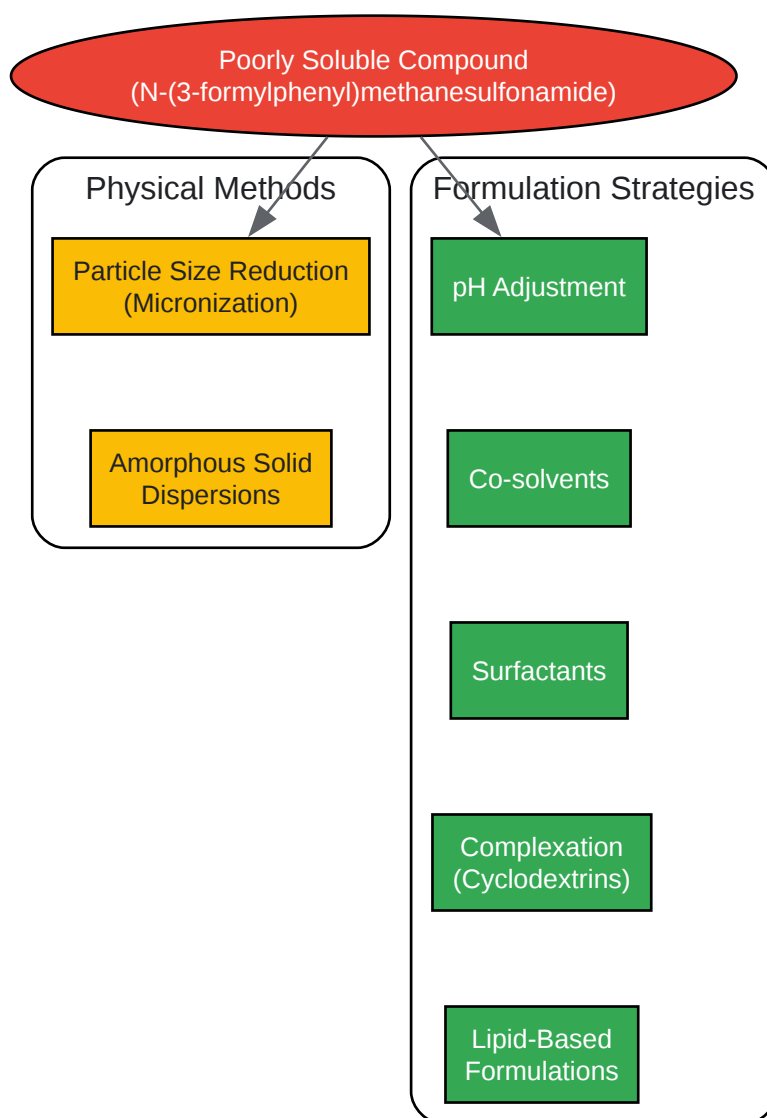 Poorly Soluble Compound
(N-(3-formylphenyl)methanesulfonamide)
Physical Methods
Particle Size Reduction
(Micronization)
Amorphous Solid
Dispersions
Formulation Strategies
pH Adjustment
Co-solvents
Surfactants
Complexation
(Cyclodextrins)
Lipid-Based
Formulations